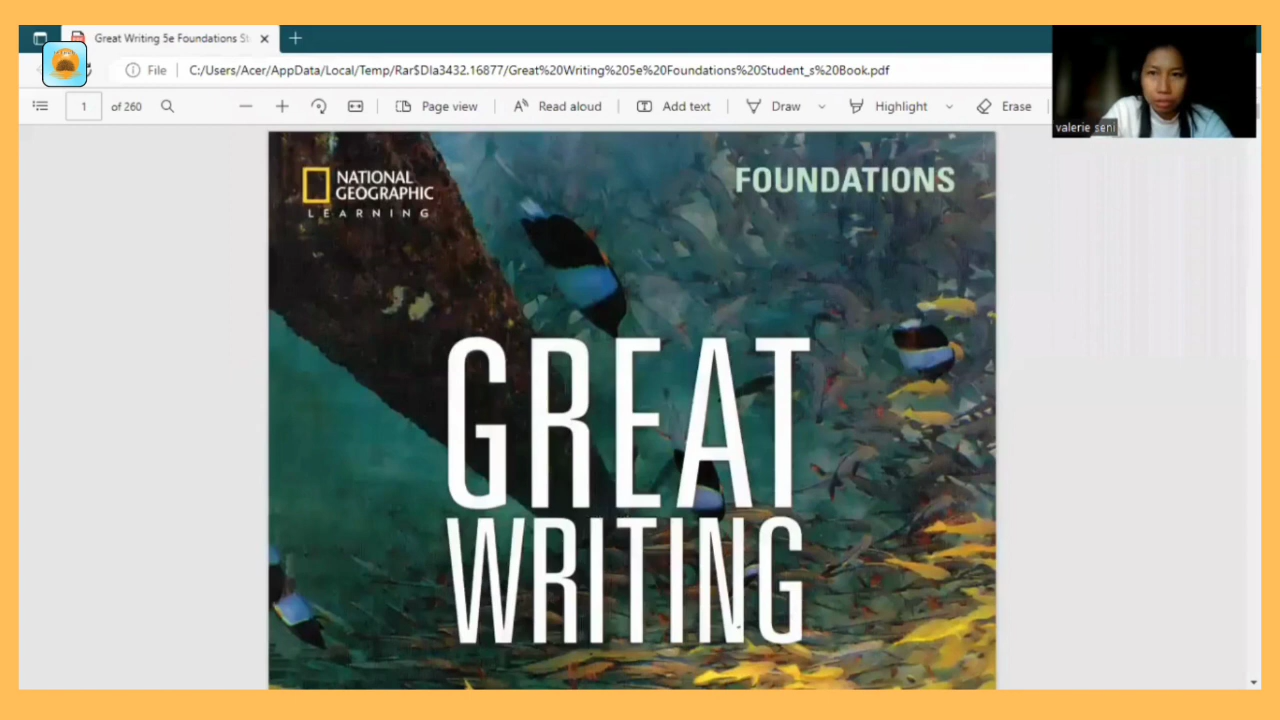 Great Writing 5e Foundations St
File
C:/Users/Acer/AppData/Local/Temp/Rar$DIa3432.16877/Great%20Writing%205e%20Foundations%20Student_s%20Book.pdf
1 of 260
Page view
Read aloud
Add text
Draw
Highlight
Erase
valerie seni
NATIONAL
GEOGRAPHIC
LEARNING
FOUNDATIONS
GREAT
WRITING